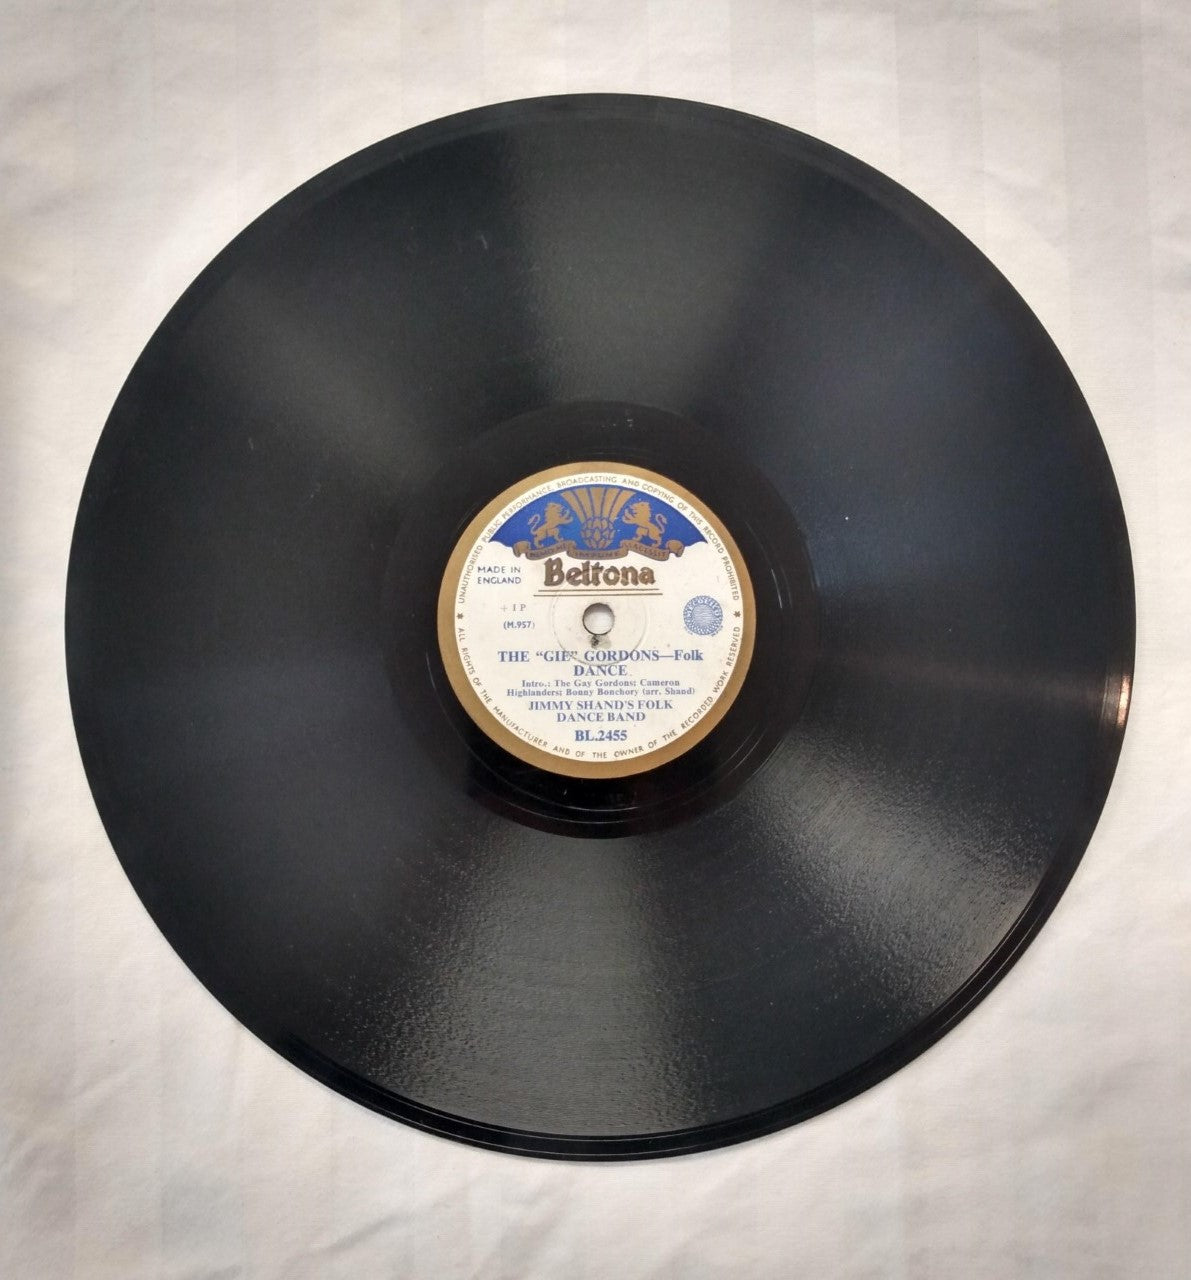 UNAUTHORISED PUBLIC PERFORMANCE, BROADCASTING AND COPYING OF THIS RECORD PROHIBITED
Beltona
MADE IN
ENGLAND
+ 1 P
(M.957)
THE “GIE” GORDONS—Folk
DANCE
Intro.: The Gay Gordons; Cameron
Highlanders; Bonny Bonchory (arr. Shand)
JIMMY SHAND'S FOLK
DANCE BAND
BL.2455
★ ALL RIGHTS OF THE MANUFACTURER AND OF THE OWNER OF THE RECORDED WORK RESERVED ★